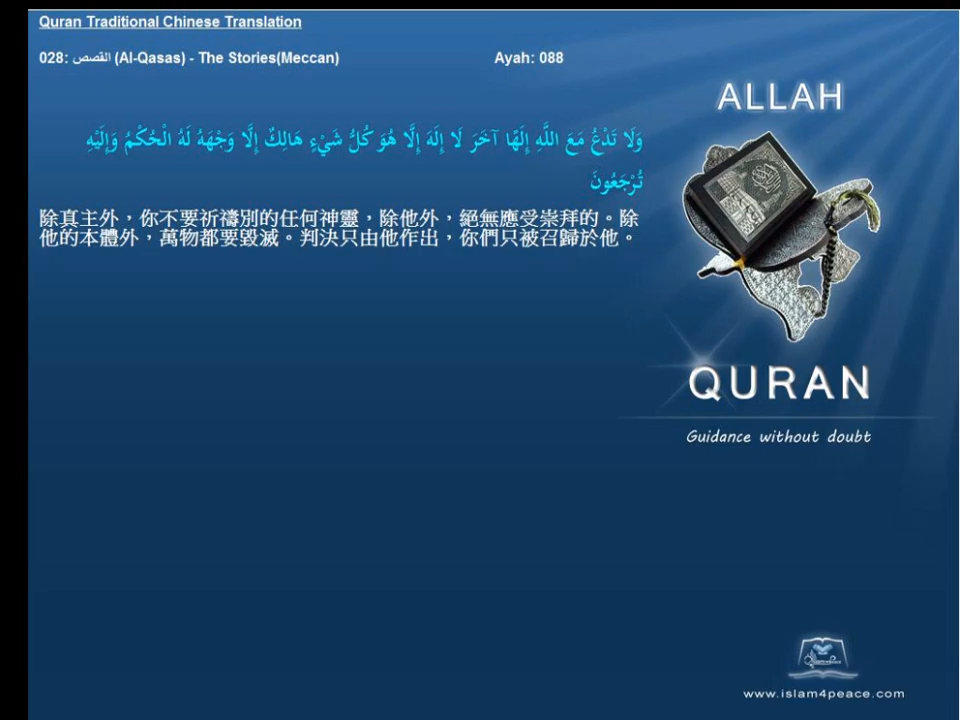 Quran Traditional Chinese Translation
028: القصص (Al-Qasas) - The Stories(Meccan)
Ayah: 088
ALLAH
وَلَا تَدْعُ مَعَ اللَّهِ إِلَٰهًا آخَرَ لَا إِلَٰهَ إِلَّا هُوَ كُلُّ شَيْءٍ هَالِكٌ إِلَّا وَجْهَهُ لَهُ الْحُكْمُ وَإِلَيْهِ
تُرْجَعُونَ
除真主外，你不要祈禱別的任何神靈，除他外，絕無應受崇拜的。除
他的本體外，萬物都要毀滅。判決只由他作出，你們只被召歸於他。
QURAN
Guidance without doubt
www.islam4peace.com